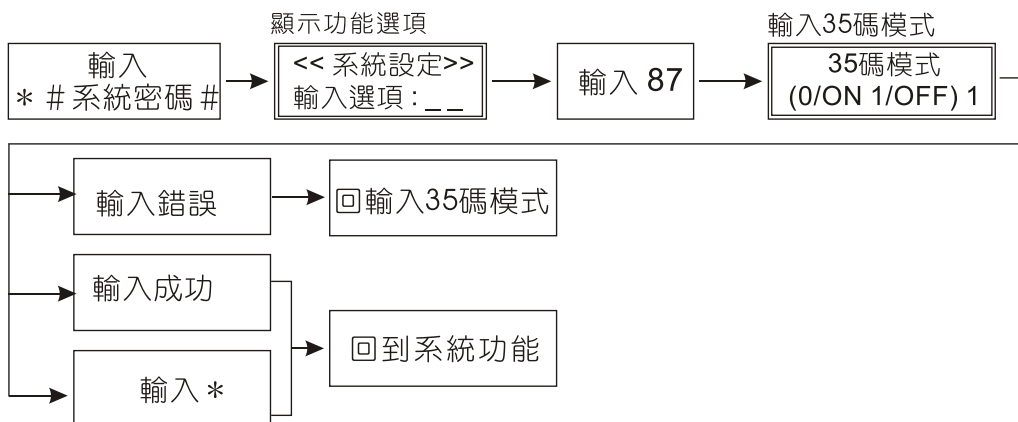 顯示功能選項
輸入35碼模式
輸入
＊＃系統密碼＃
<< 系統設定>>
輸入選項：_ _
輸入 87
35碼模式
(0/ON 1/OFF) 1
輸入錯誤
回輸入35碼模式
輸入成功
回到系統功能
輸入＊